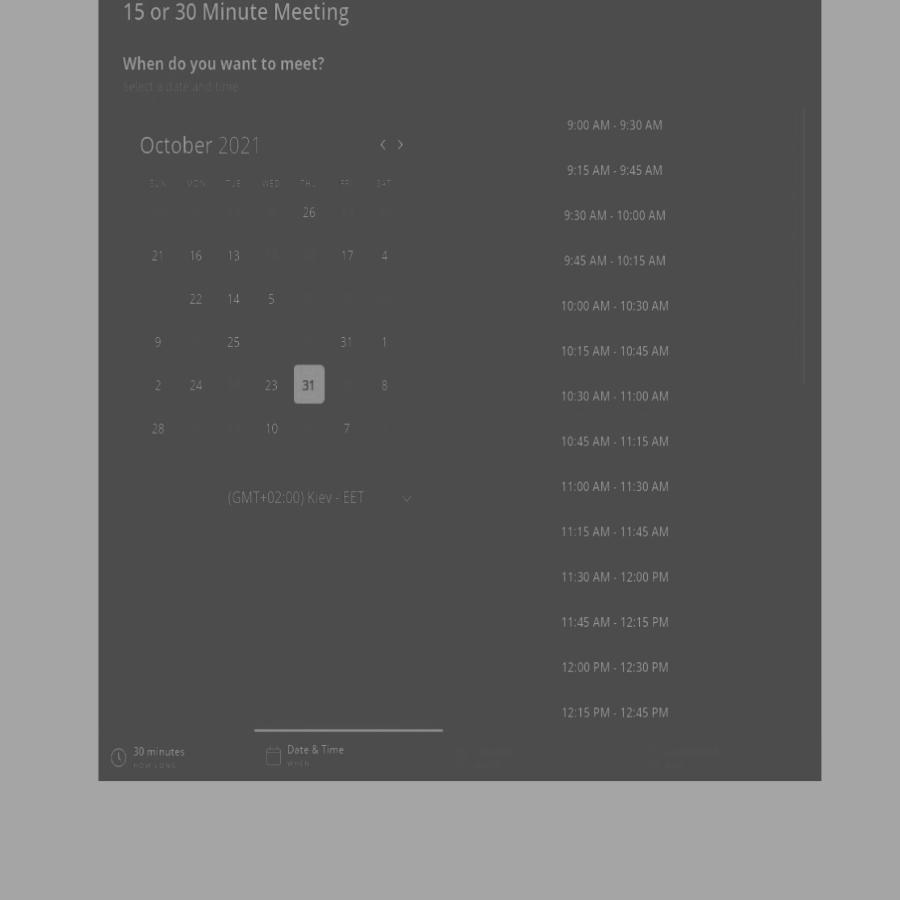 15 or 30 Minute Meeting
When do you want to meet?
Select a date and time
October 2021
SUN MON TUE WED THU FRI SAT
26
21 16 13 17 4
22 14 5
9 25 31 1
2 24 23 31 8
28 10 7
(GMT+02:00) Kiev - EET
9:00 AM - 9:30 AM
9:15 AM - 9:45 AM
9:30 AM - 10:00 AM
9:45 AM - 10:15 AM
10:00 AM - 10:30 AM
10:15 AM - 10:45 AM
10:30 AM - 11:00 AM
10:45 AM - 11:15 AM
11:00 AM - 11:30 AM
11:15 AM - 11:45 AM
11:30 AM - 12:00 PM
11:45 AM - 12:15 PM
12:00 PM - 12:30 PM
12:15 PM - 12:45 PM
30 minutes
HOW LONG
Date & Time
WHEN